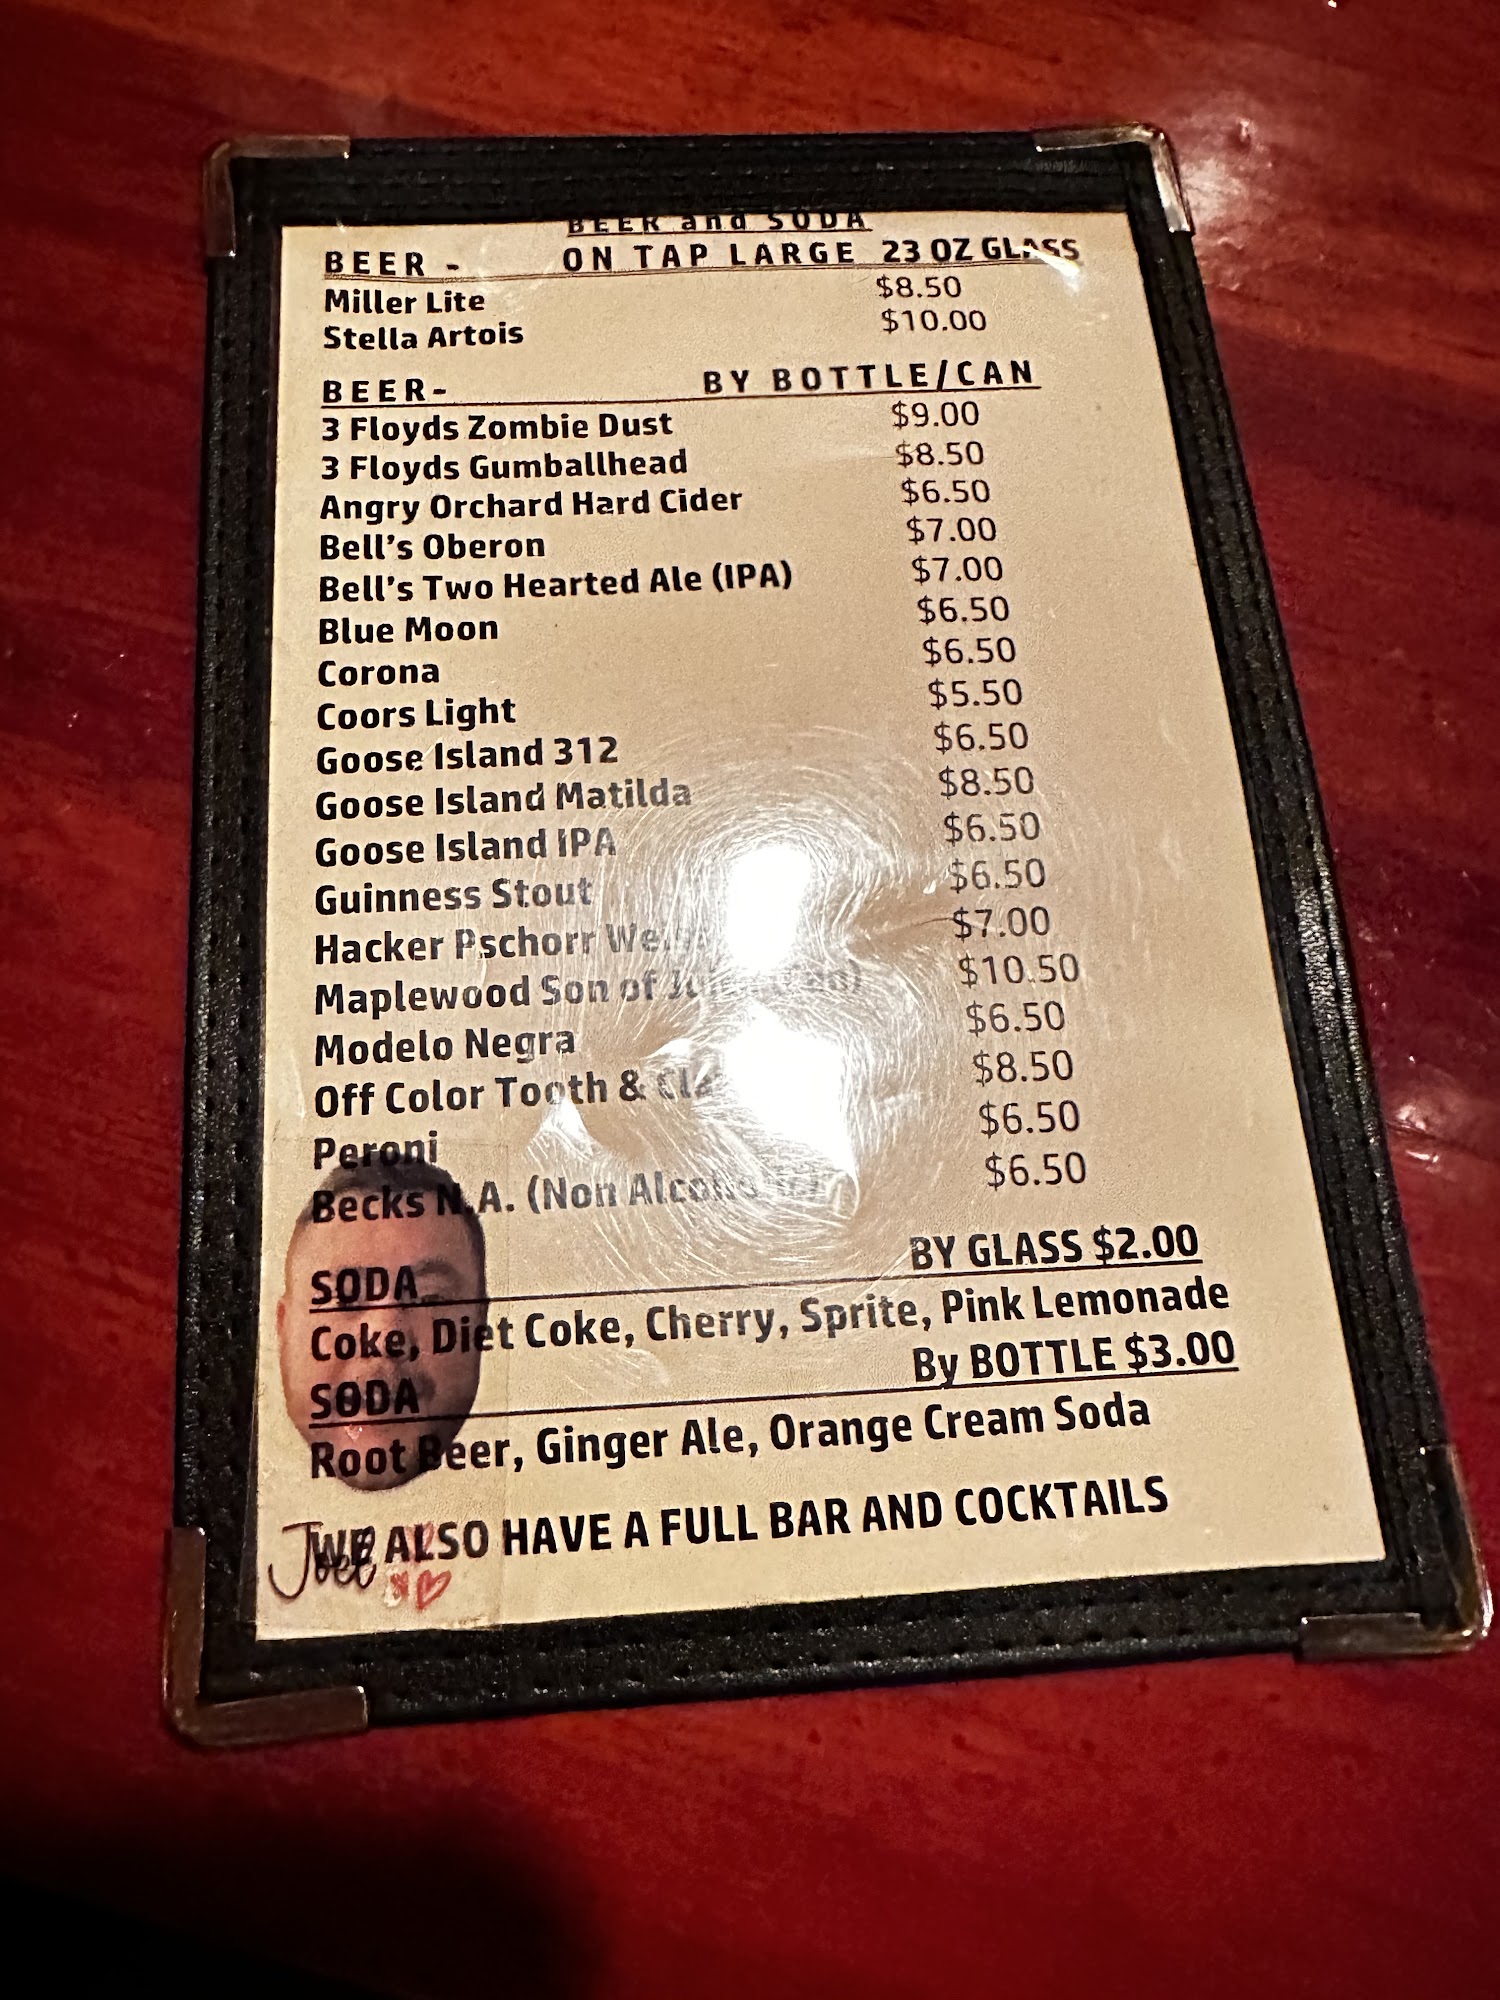 BEER and SODA
BEER - ON TAP LARGE 23 OZ GLASS
Miller Lite $8.50
Stella Artois $10.00
BEER- BY BOTTLE/CAN
3 Floyds Zombie Dust $9.00
3 Floyds Gumballhead $8.50
Angry Orchard Hard Cider $6.50
Bell's Oberon $7.00
Bell's Two Hearted Ale (IPA) $7.00
Blue Moon $6.50
Corona $6.50
Coors Light $5.50
Goose Island 312 $6.50
Goose Island Matilda $8.50
Goose Island IPA $6.50
Guinness Stout $6.50
Hacker Pschorr $7.00
Maplewood Son of $10.50
Modelo Negra $6.50
Off Color Tooth & $8.50
Peroni $6.50
Becks N.A. (Non $6.50
SODA BY GLASS $2.00
Coke, Diet Coke, Cherry, Sprite, Pink Lemonade
SODA By BOTTLE $3.00
Root Beer, Ginger Ale, Orange Cream Soda
WE ALSO HAVE A FULL BAR AND COCKTAILS
Joel